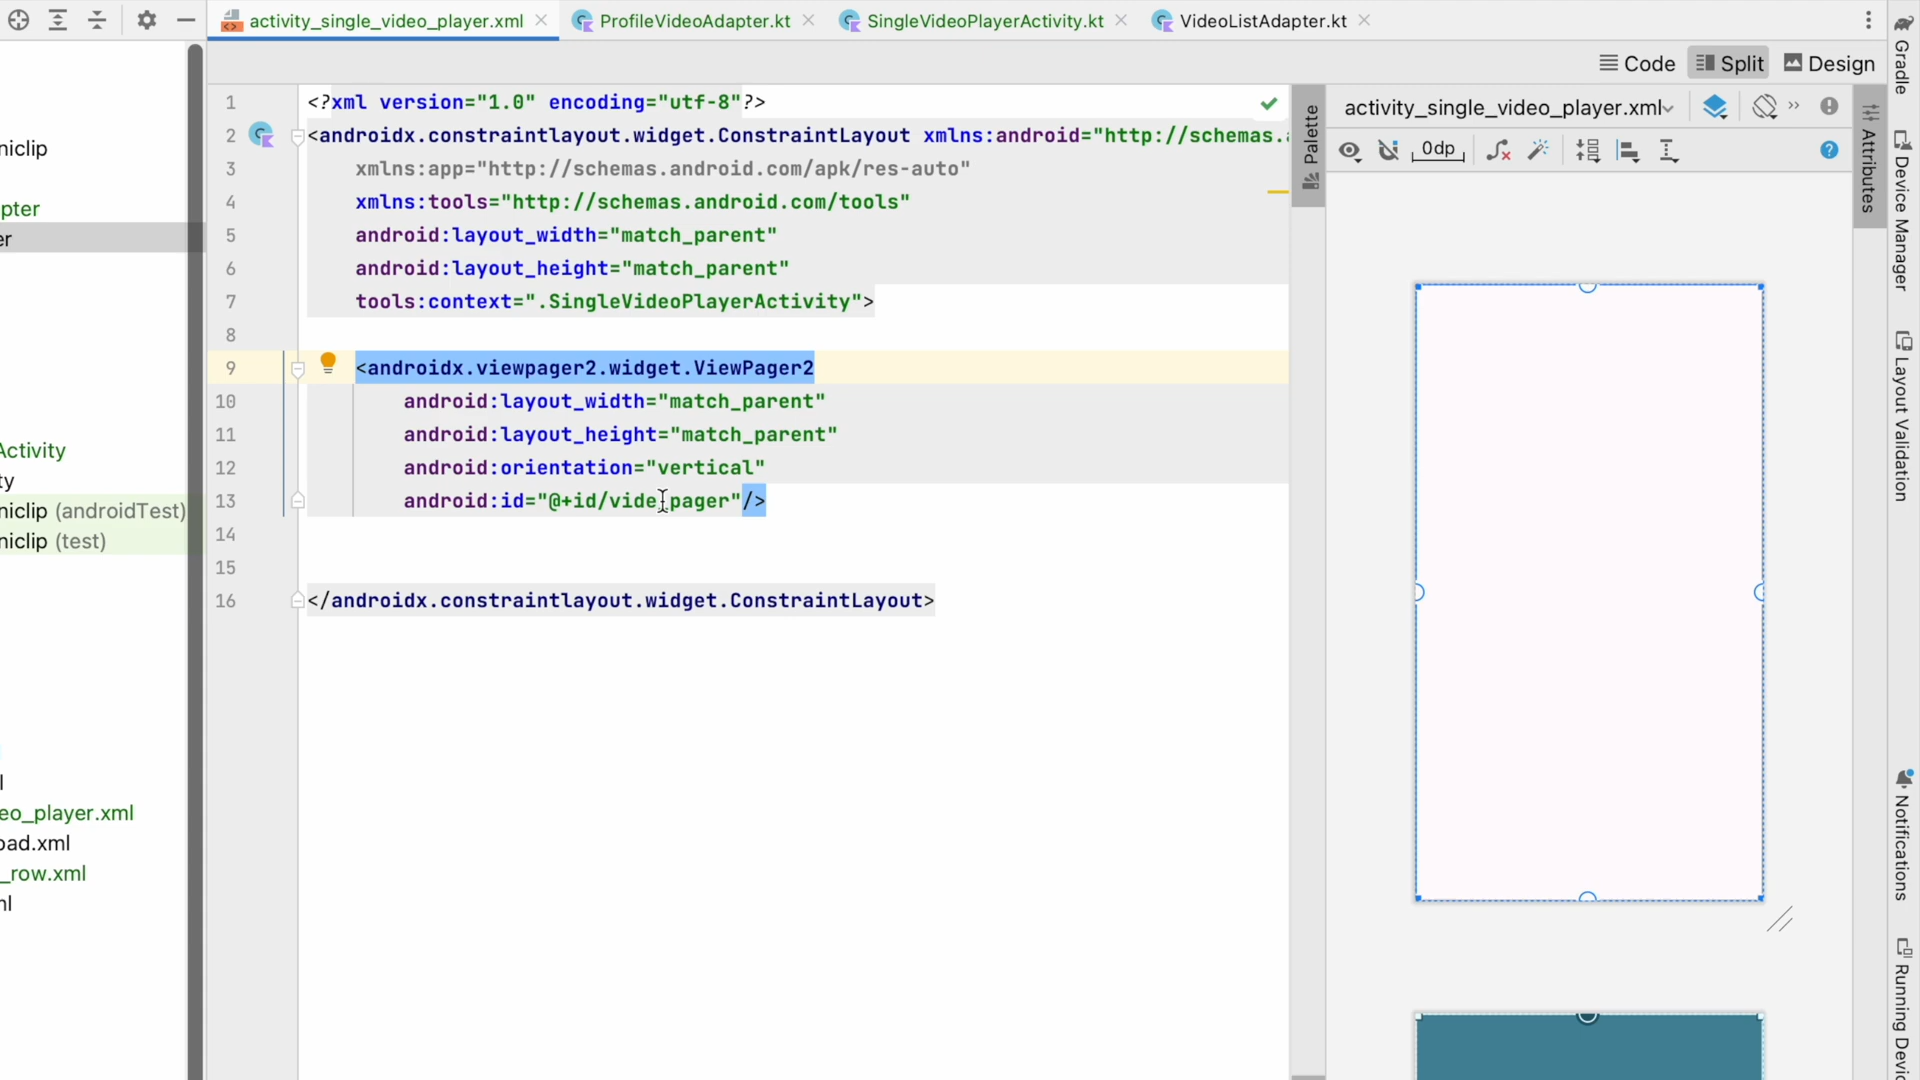 activity_single_video_player.xml
ProfileVideoAdapter.kt
SingleVideoPlayerActivity.kt
VideoListAdapter.kt
Code
Split
Design
niclip
pter
er
Activity
ty
niclip (androidTest)
niclip (test)
l
eo_player.xml
oad.xml
_row.xml
nl
1 <?xml version="1.0" encoding="utf-8"?>
2 <androidx.constraintlayout.widget.ConstraintLayout xmlns:android="http://schemas.
3 xmlns:app="http://schemas.android.com/apk/res-auto"
4 xmlns:tools="http://schemas.android.com/tools"
5 android:layout_width="match_parent"
6 android:layout_height="match_parent"
7 tools:context=".SingleVideoPlayerActivity">
8
9 <androidx.viewpager2.widget.ViewPager2
10 android:layout_width="match_parent"
11 android:layout_height="match_parent"
12 android:orientation="vertical"
13 android:id="@+id/vide pager"/>
14
15
16 </androidx.constraintlayout.widget.ConstraintLayout>
Palette
activity_single_video_player.xml
0dp
Attributes
Gradle
Device Manager
Layout Validation
Notifications
Running Devic